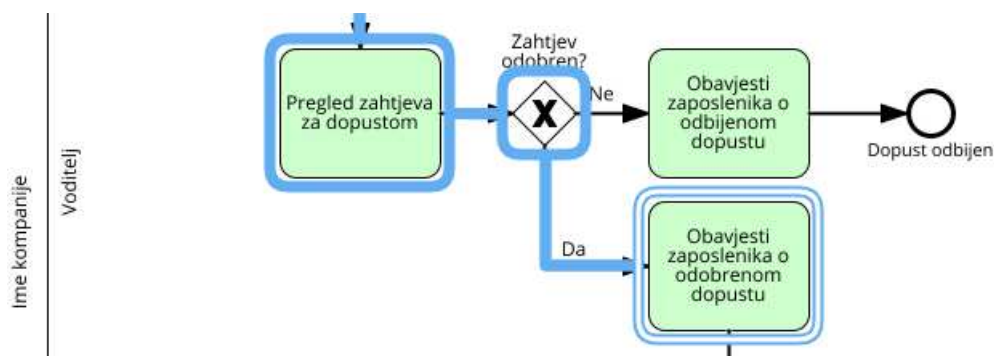 Ime kompanije
Voditelj
Pregled zahtjeva
za dopustom
Zahtjev
odobren?
Ne
Obavjesti
zaposlenika o
odbijenom
dopustu
Dopust odbijen
Da
Obavjesti
zaposlenika o
odobrenom
dopustu